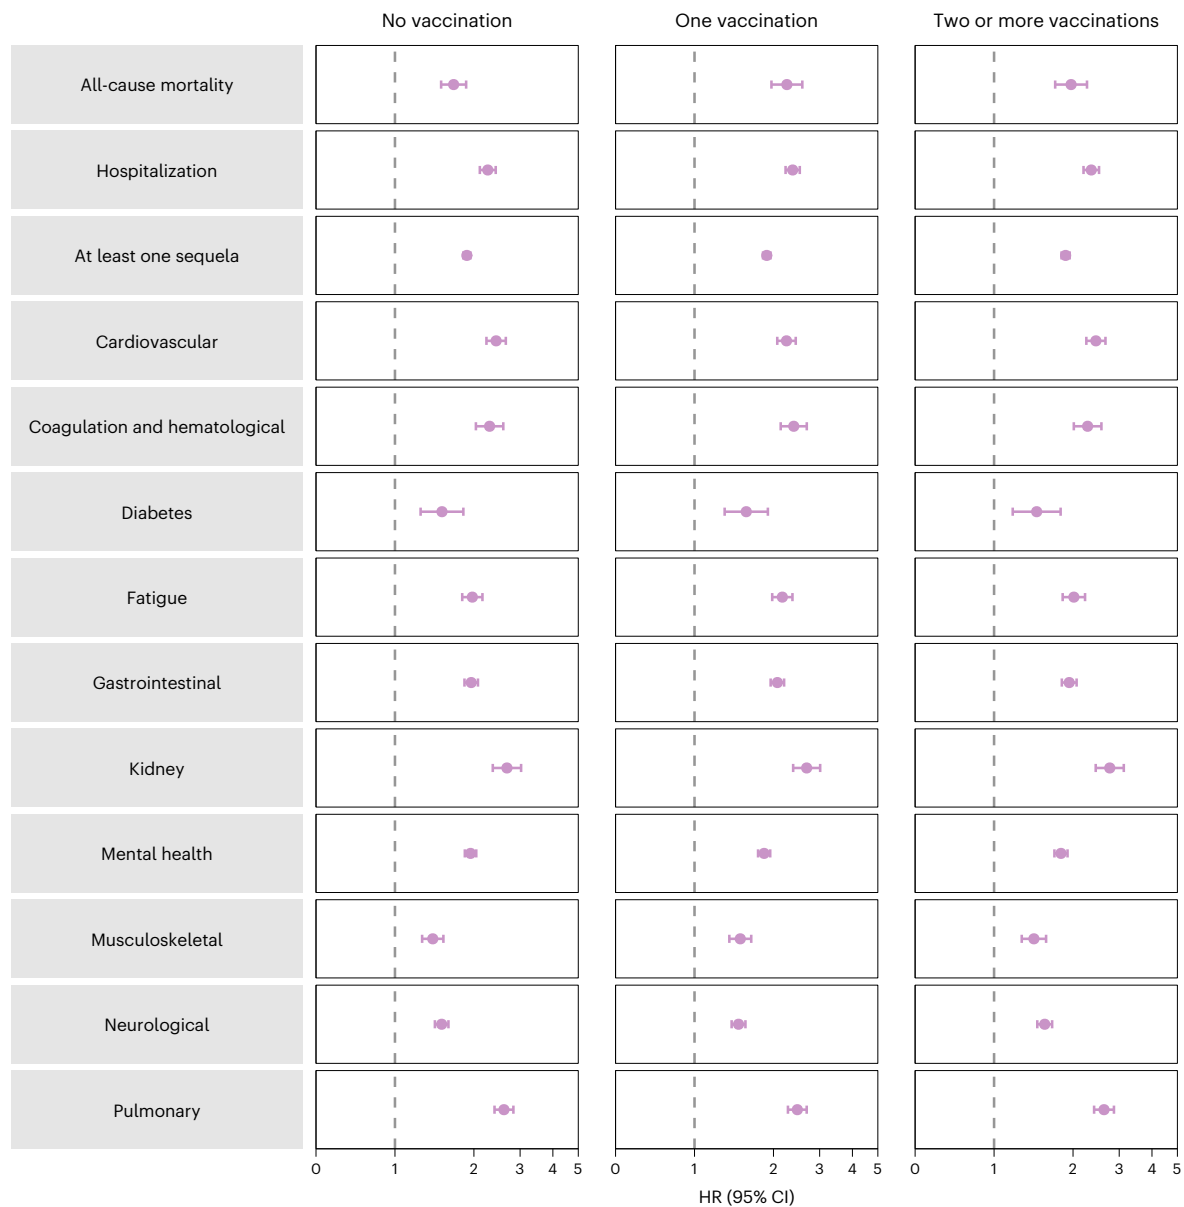 No vaccination One vaccination Two or more vaccinations
All-cause mortality
Hospitalization
At least one sequela
Cardiovascular
Coagulation and hematological
Diabetes
Fatigue
Gastrointestinal
Kidney
Mental health
Musculoskeletal
Neurological
Pulmonary
0 1 2 3 4 5 0 1 2 3 4 5 0 1 2 3 4 5
HR (95% CI)